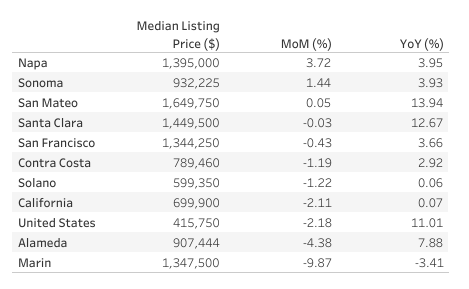 Median Listing
Price ($) MoM (%) YoY (%)
Napa 1,395,000 3.72 3.95
Sonoma 932,225 1.44 3.93
San Mateo 1,649,750 0.05 13.94
Santa Clara 1,449,500 -0.03 12.67
San Francisco 1,344,250 -0.43 3.66
Contra Costa 789,460 -1.19 2.92
Solano 599,350 -1.22 0.06
California 699,900 -2.11 0.07
United States 415,750 -2.18 11.01
Alameda 907,444 -4.38 7.88
Marin 1,347,500 -9.87 -3.41